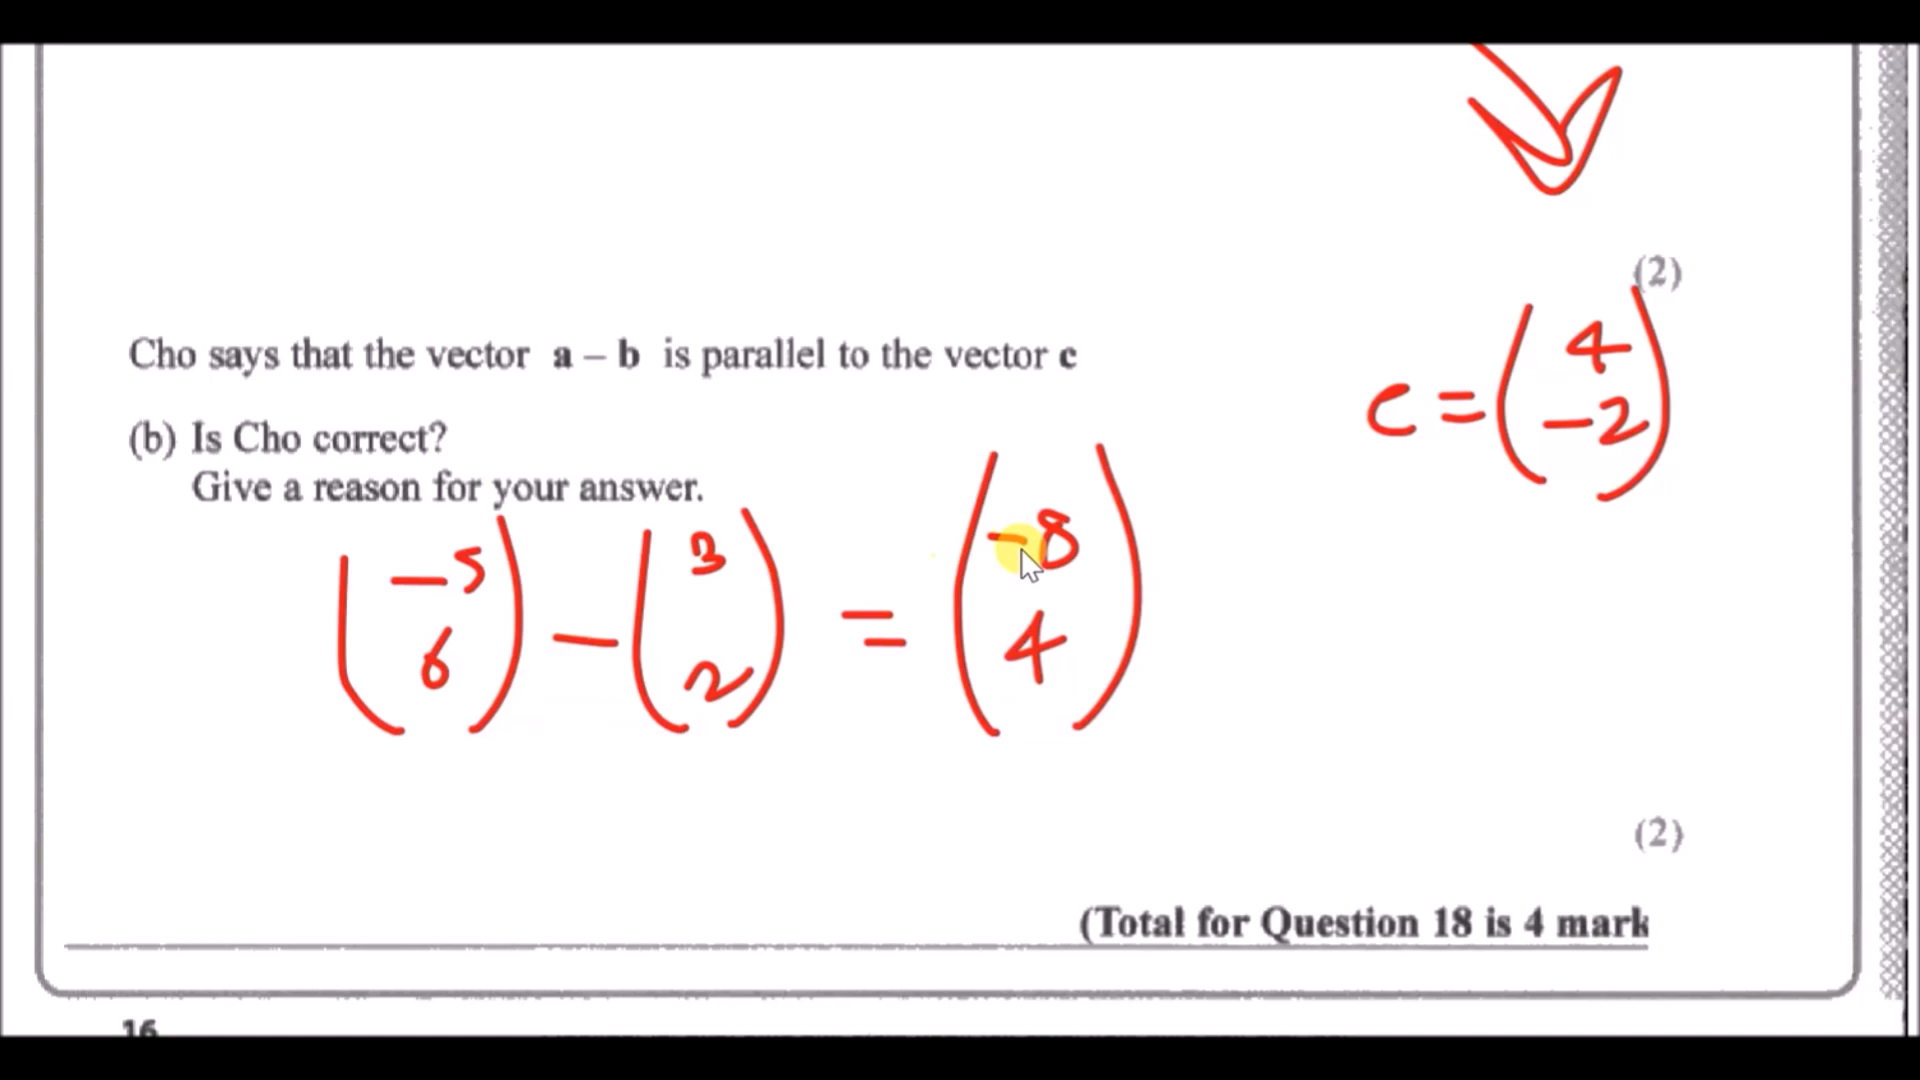 (2)
Cho says that the vector a – b is parallel to the vector c
c = (4 -2)
(b) Is Cho correct?
Give a reason for your answer.
(-5 6) - (3 2) = (-8 4)
(2)
(Total for Question 18 is 4 mark
16